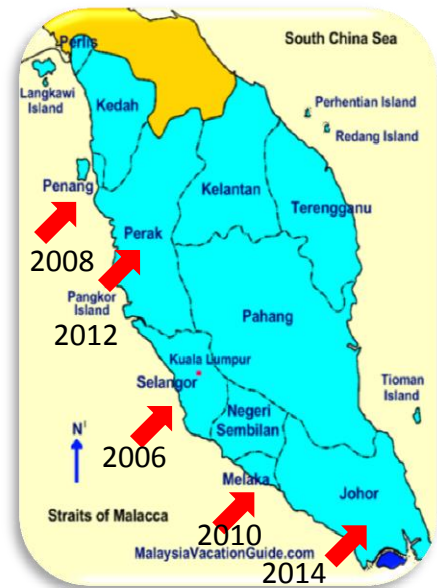 South China Sea
Perlis
Langkawi
Island
Kedah
Perhentian Island
Redang Island
Penang
Kelantan
Terengganu
2008
Perak
Pangkor
Island
2012
Pahang
Kuala Lumpur
Selangor
Tioman
Island
Negeri
Sembilan
N
2006
Melaka
Johor
Straits of Malacca
2010
MalaysiaVacationGuide.com
2014